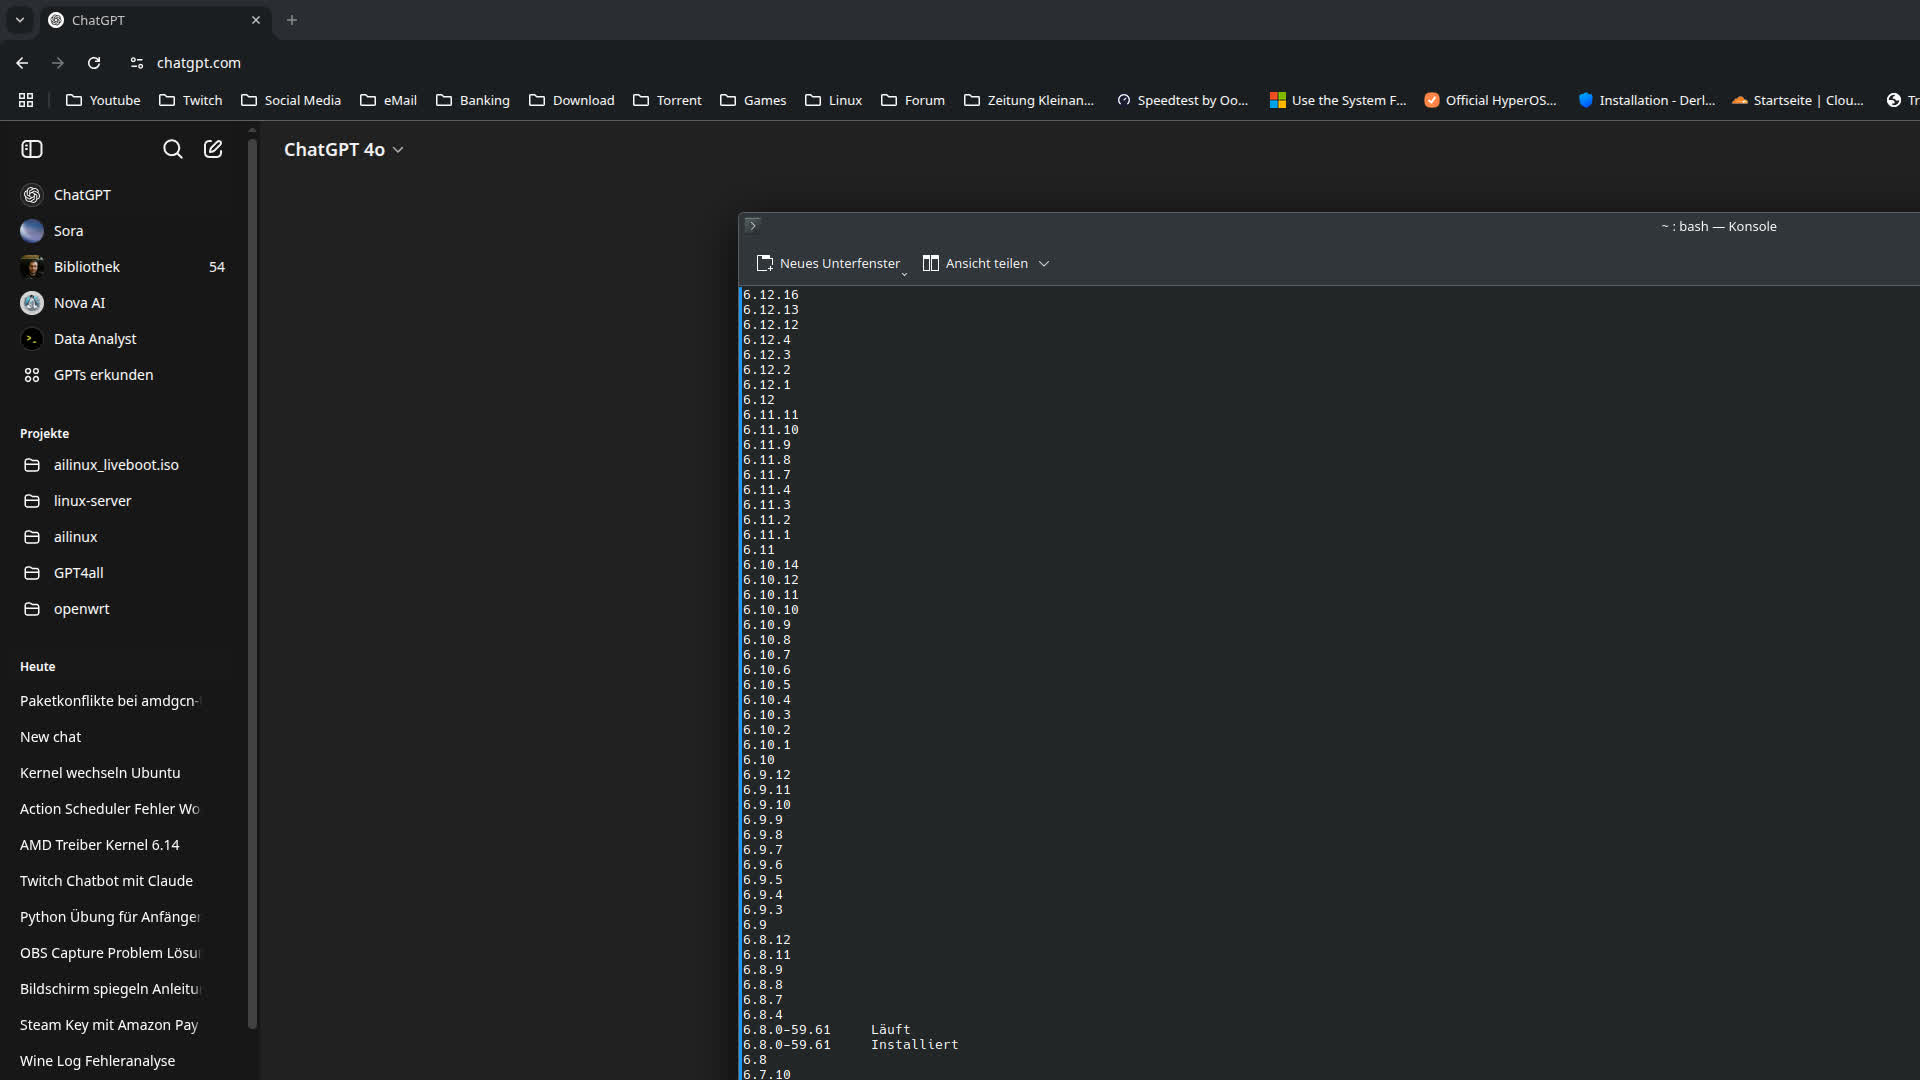 ChatGPT
chatgpt.com
Youtube Twitch Social Media eMail Banking Download Torrent Games Linux Forum Zeitung Kleinan... Speedtest by Oo... Use the System F... Official HyperOS... Installation - Derl... Startseite | Clou... Tr
ChatGPT 4o
ChatGPT
Sora
Bibliothek 54
Nova AI
Data Analyst
GPTs erkunden
Projekte
ailinux_liveboot.iso
linux-server
ailinux
GPT4all
openwrt
Heute
Paketkonflikte bei amdgcn-
New chat
Kernel wechseln Ubuntu
Action Scheduler Fehler Wo
AMD Treiber Kernel 6.14
Twitch Chatbot mit Claude
Python Übung für Anfänger
OBS Capture Problem Lösu
Bildschirm spiegeln Anleitu
Steam Key mit Amazon Pay
Wine Log Fehleranalyse
~ : bash — Konsole
Neues Unterfenster Ansicht teilen
6.12.16
6.12.13
6.12.12
6.12.4
6.12.3
6.12.2
6.12.1
6.12
6.11.11
6.11.10
6.11.9
6.11.8
6.11.7
6.11.4
6.11.3
6.11.2
6.11.1
6.11
6.10.14
6.10.12
6.10.11
6.10.10
6.10.9
6.10.8
6.10.7
6.10.6
6.10.5
6.10.4
6.10.3
6.10.2
6.10.1
6.10
6.9.12
6.9.11
6.9.10
6.9.9
6.9.8
6.9.7
6.9.6
6.9.5
6.9.4
6.9.3
6.9
6.8.12
6.8.11
6.8.9
6.8.8
6.8.7
6.8.4
6.8.0-59.61 Läuft
6.8.0-59.61 Installiert
6.8
6.7.10